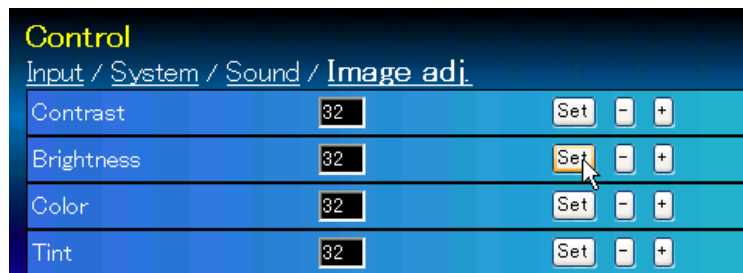 Control
Input / System / Sound / Image adj.
Contrast 32 Set - +
Brightness 32 Set - +
Color 32 Set - +
Tint 32 Set - +